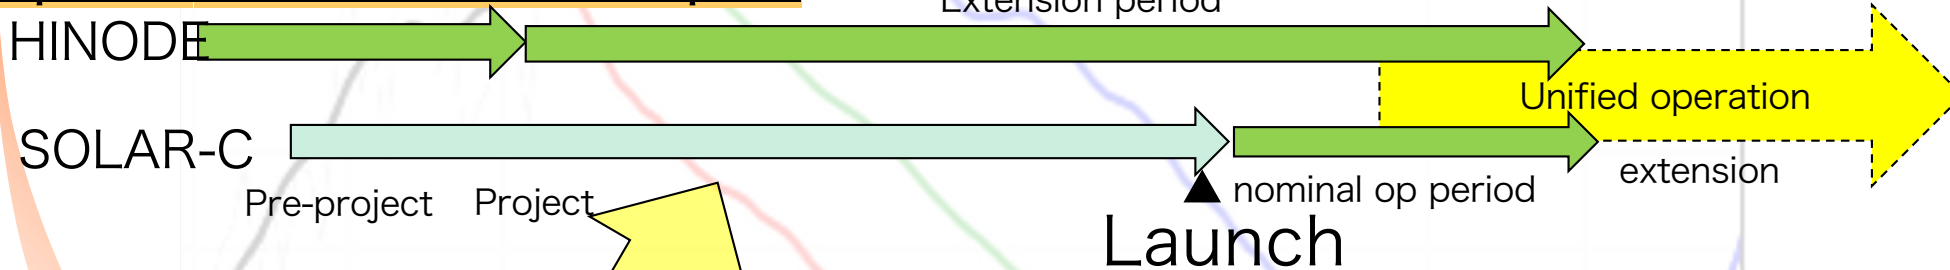 Extension period
HINODE
Unified operation
SOLAR-C
extension
Pre-project Project nominal op period
Launch